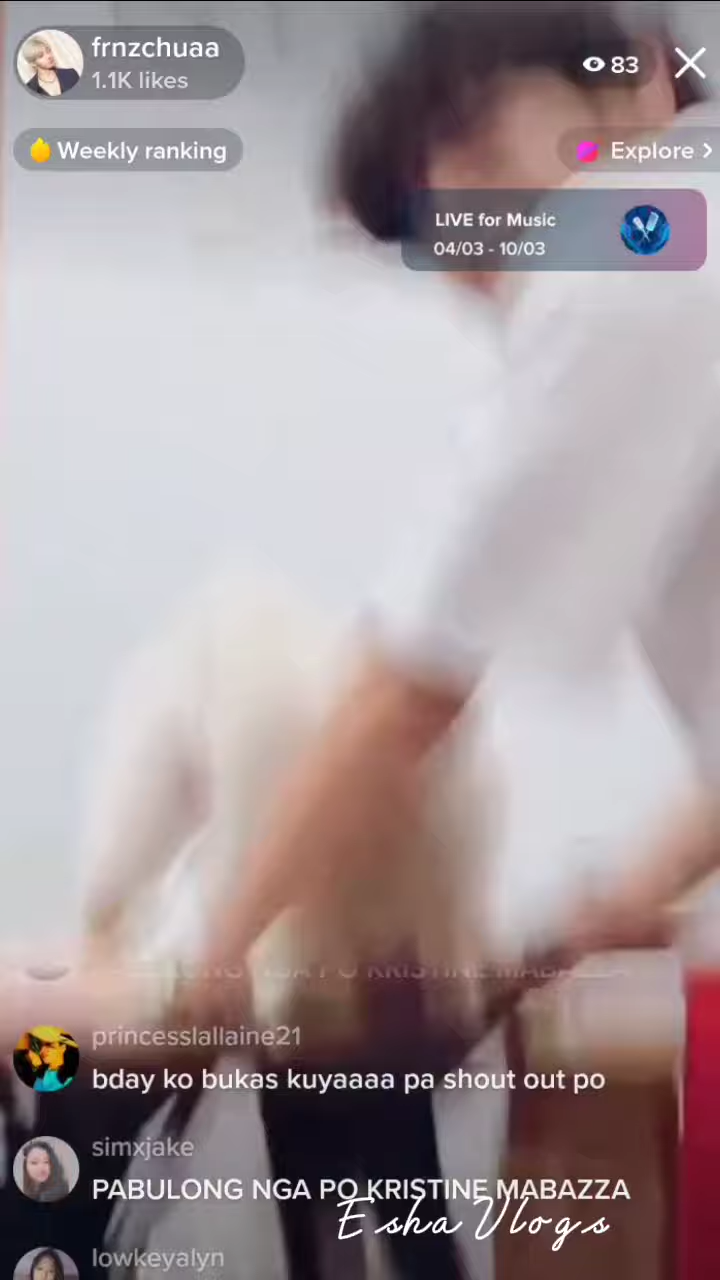 frnzchuaa
1.1K likes
83
Weekly ranking
Explore
LIVE for Music
04/03 - 10/03
princesslallaine21
bday ko bukas kuyaaaa pa shout out po
simxjake
PABULONG NGA PO KRISTINE MABAZZA
Esha Vlogs
lowkeyalyn